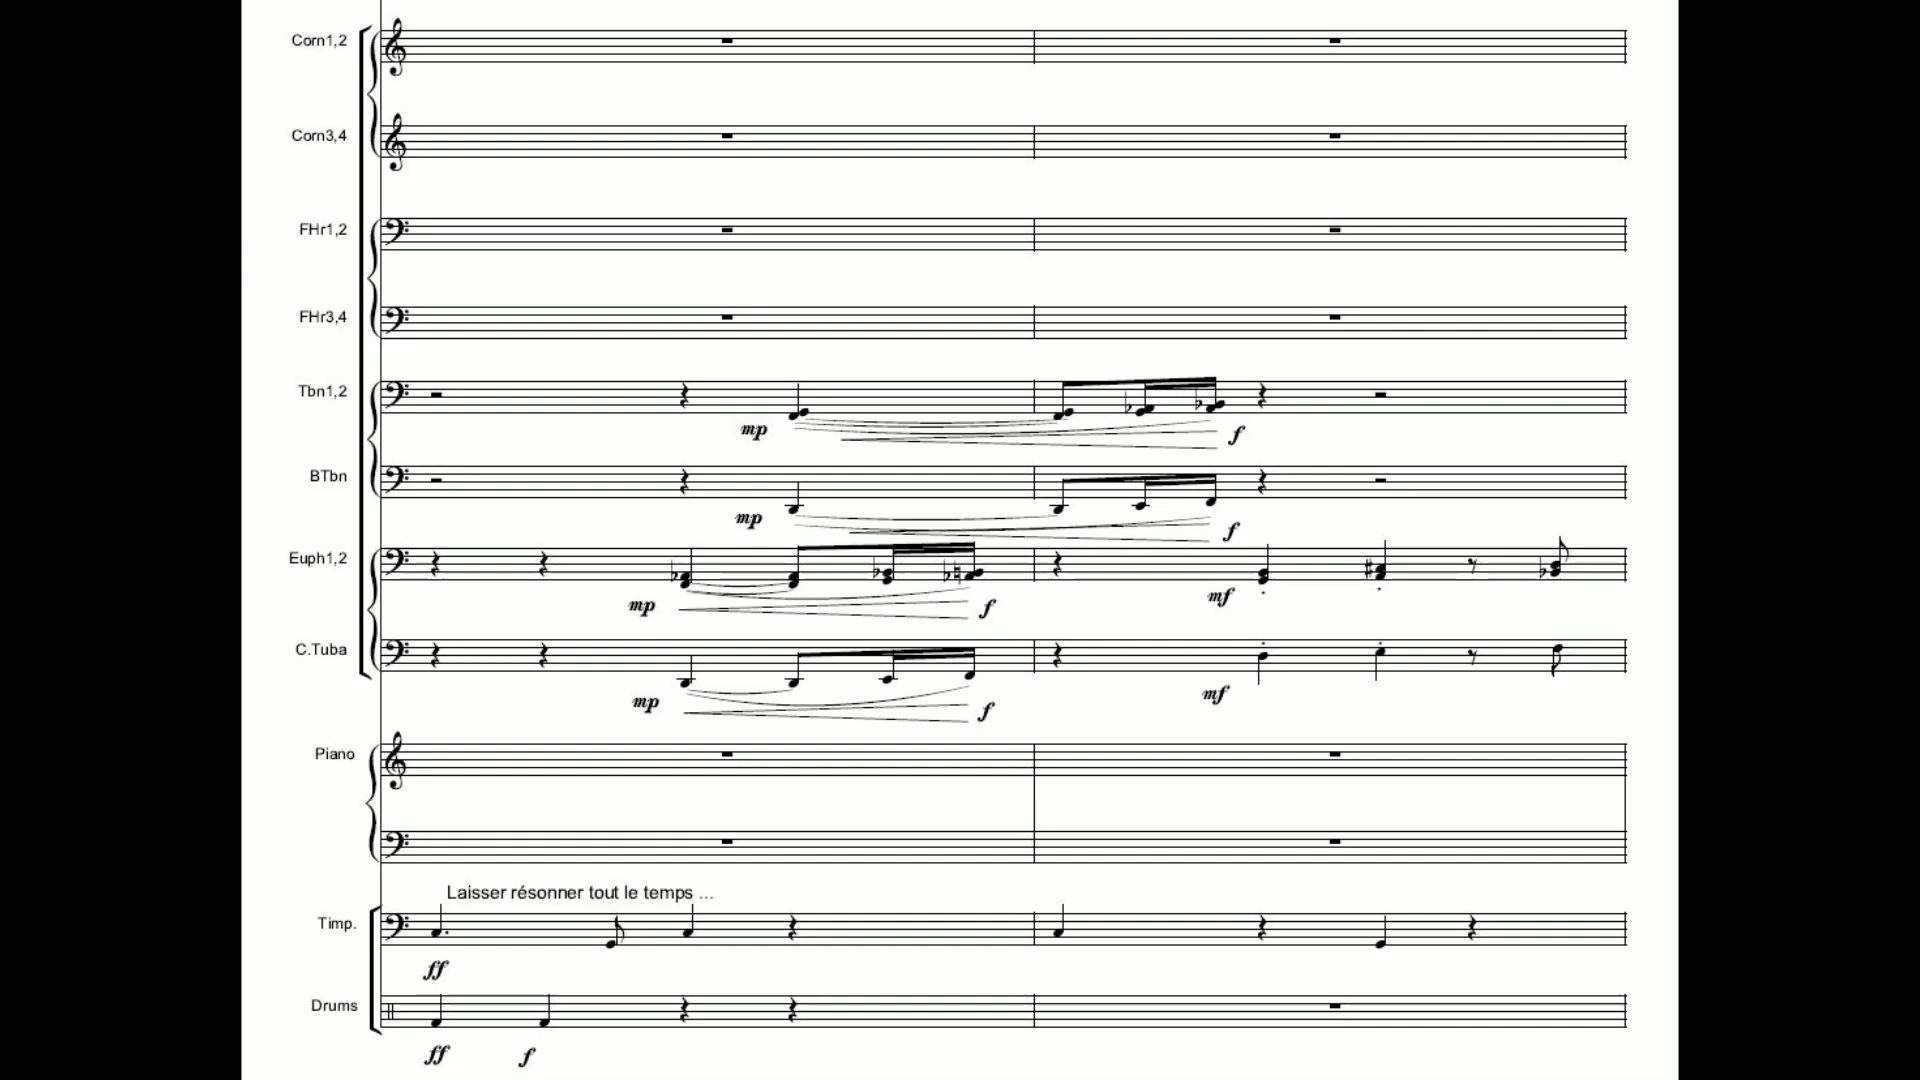 Corn1,2
Corn3,4
FHr1,2
FHr3,4
Tbn1,2
mp f
BTbn
mp f
Euph1,2
mp f mf
C.Tuba
mp f mf
Piano
Laisser résonner tout le temps ...
Timp.
ff
Drums
ff f